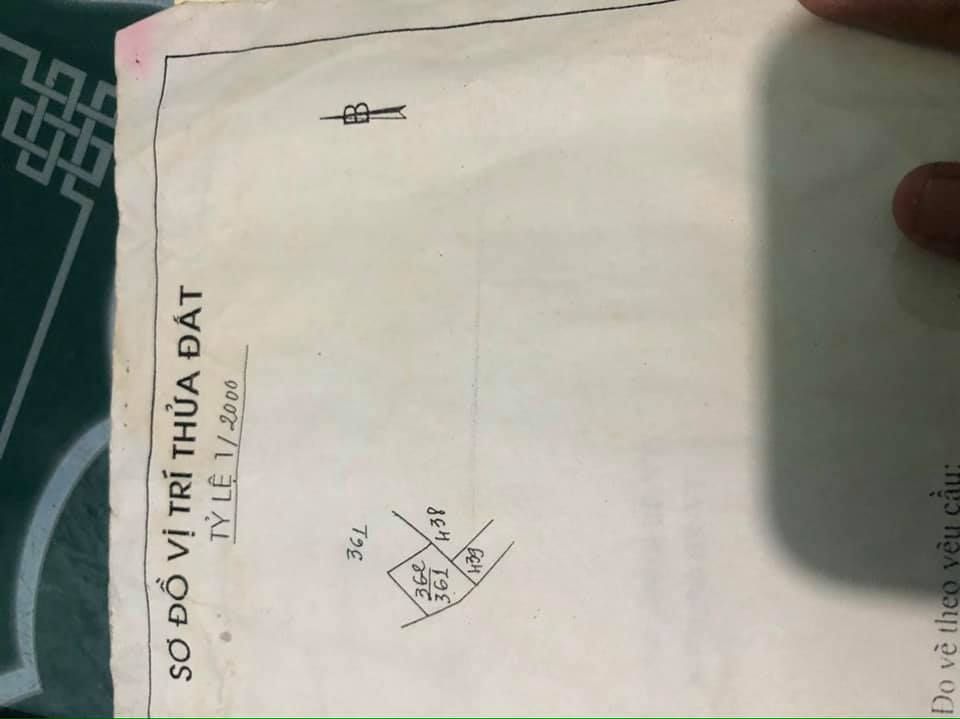 SƠ ĐỒ VỊ TRÍ THỬA ĐẤT
TỶ LỆ 1/2000
B
361
362
361
438
439
Đo vẽ theo yêu cầu: